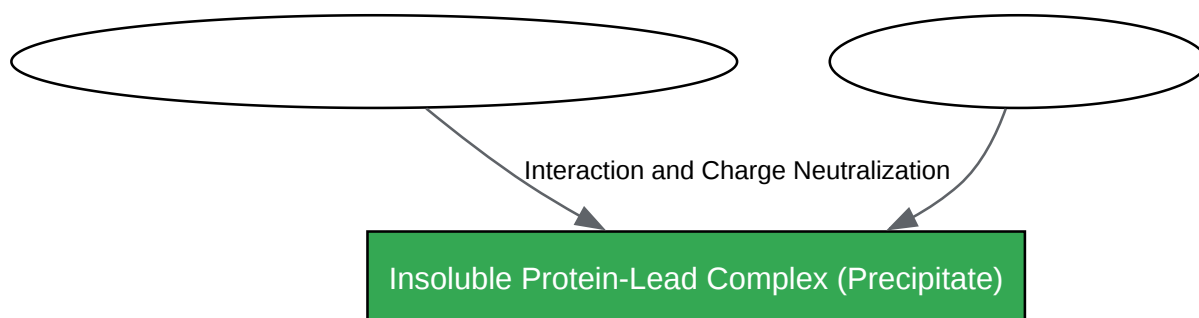 Interaction and Charge Neutralization
Insoluble Protein-Lead Complex (Precipitate)